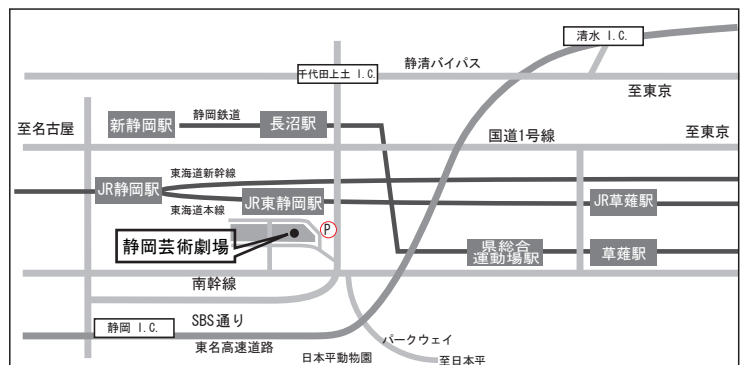 清水 I.C.
千代田上土 I.C.
静清バイパス
至東京
至名古屋
新静岡駅
静岡鉄道
長沼駅
国道1号線
至東京
JR静岡駅
東海道新幹線
東海道本線
JR東静岡駅
JR草薙駅
P
静岡芸術劇場
県総合
運動場駅
草薙駅
南幹線
静岡 I.C.
SBS通り
東名高速道路
日本平動物園
パークウェイ
至日本平